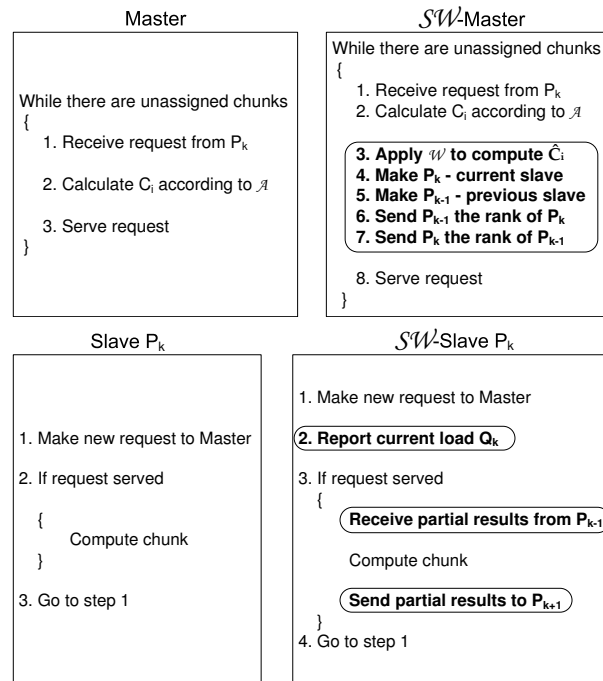 Master
While there are unassigned chunks
{
1. Receive request from Pk
2. Calculate Ci according to 𝒜
3. Serve request
}
𝒮𝒲-Master
While there are unassigned chunks
{
1. Receive request from Pk
2. Calculate Ci according to 𝒜
3. Apply 𝒲 to compute Ĉi
4. Make Pk - current slave
5. Make Pk-1 - previous slave
6. Send Pk-1 the rank of Pk
7. Send Pk the rank of Pk-1
8. Serve request
}
Slave Pk
1. Make new request to Master
2. If request served
{
Compute chunk
}
3. Go to step 1
𝒮𝒲-Slave Pk
1. Make new request to Master
2. Report current load Qk
3. If request served
{
Receive partial results from Pk-1
Compute chunk
Send partial results to Pk+1
}
4. Go to step 1